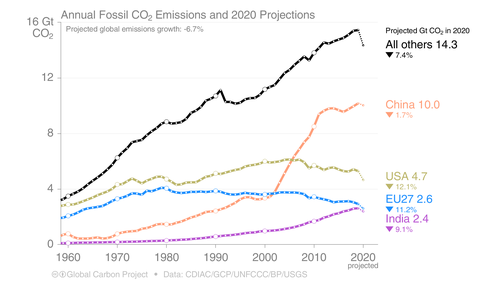 Annual Fossil CO₂ Emissions and 2020 Projections
16 Gt
CO₂
Projected global emissions growth: -6.7%
Projected Gt CO₂ in 2020
All others 14.3
▼ 7.4%
12
China 10.0
▼ 1.7%
8
USA 4.7
▼ 12.1%
4
EU27 2.6
▼ 11.2%
India 2.4
▼ 9.1%
0
1960 1970 1980 1990 2000 2010 2020
projected
Global Carbon Project • Data: CDIAC/GCP/UNFCCC/BP/USGS